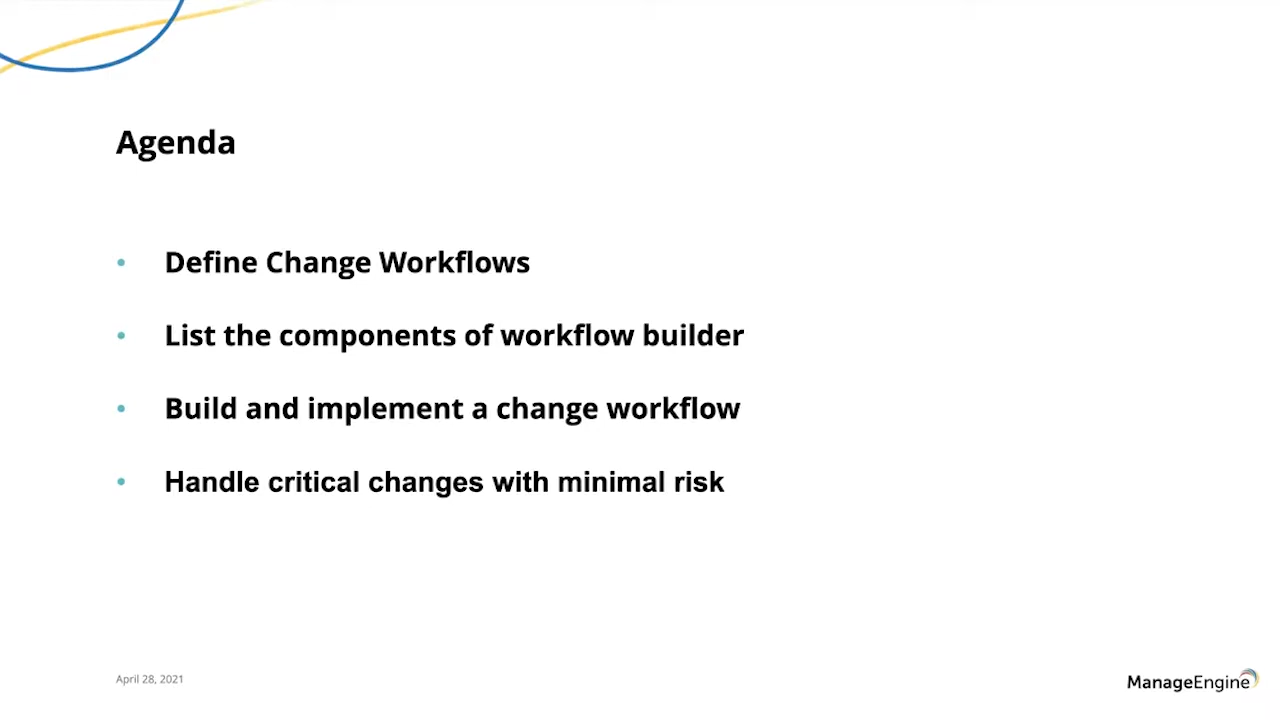 Agenda
• Define Change Workflows
• List the components of workflow builder
• Build and implement a change workflow
• Handle critical changes with minimal risk
April 28, 2021
ManageEngine